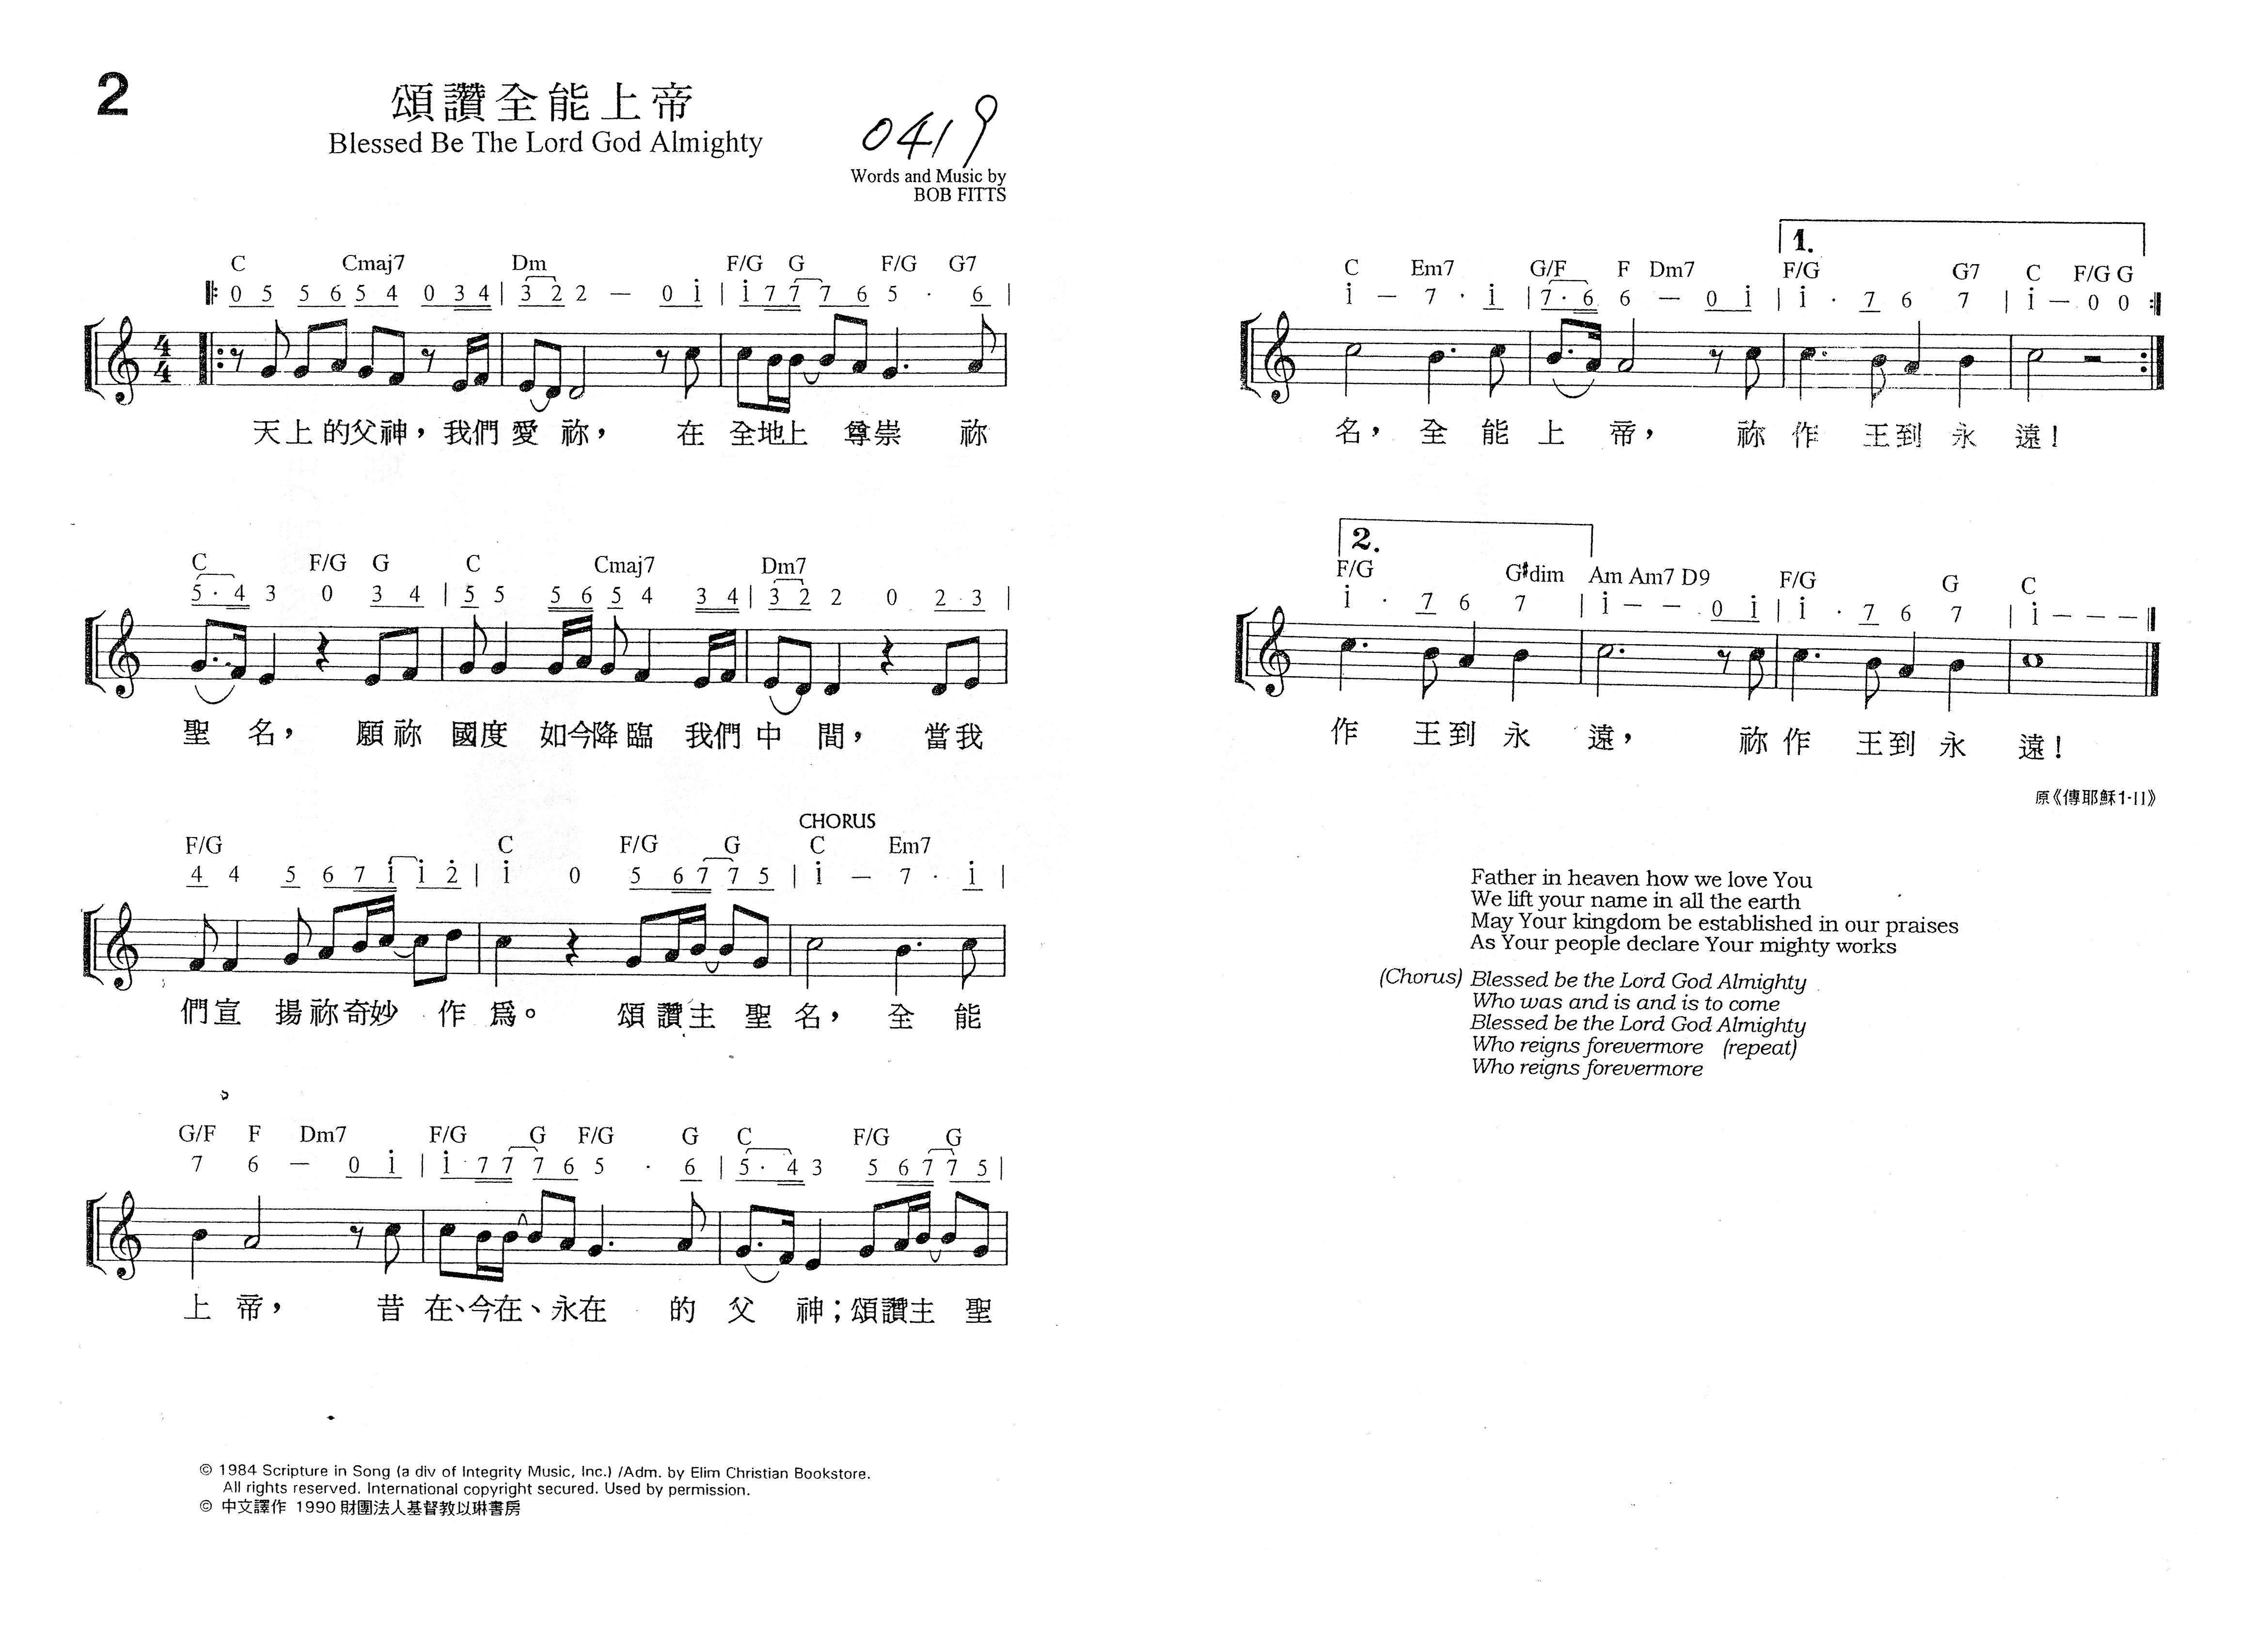 2
頌讚全能上帝
Blessed Be The Lord God Almighty
0419
Words and Music by
BOB FITTS
C Cmaj7 Dm F/G G F/G G7
𝄆 0 5 5 6 5 4 0 3 4 | 3 2 2 — 0 i | i 7 7 7 6 5 · 6 |
4
4
天上的父神，我們愛祢，在全地上尊崇祢
C F/G G C Cmaj7 Dm7
5 · 4 3 0 3 4 | 5 5 5 6 5 4 3 4 | 3 2 2 0 2 3 |
聖名，願祢國度如今降臨我們中間，當我
CHORUS
F/G C F/G G C Em7
4 4 5 6 7 i i 2̇ | i 0 5 6 7 7 5 | i — 7 · i |
們宣揚祢奇妙作爲。頌讚主聖名，全能
G/F F Dm7 F/G G F/G G C F/G G
7 6 — 0 i | i · 7 7 7 6 5 · 6 | 5 · 4 3 5 6 7 7 5 |
上帝，昔在、今在、永在的父神；頌讚主聖
© 1984 Scripture in Song (a div of Integrity Music, Inc.) /Adm. by Elim Christian Bookstore.
All rights reserved. International copyright secured. Used by permission.
© 中文譯作 1990 財團法人基督教以琳書房
1.
C Em7 G/F F Dm7 F/G G7 C F/G G
i — 7 · i | 7 · 6 6 — 0 i | i · 7 6 7 | i — 0 0 𝄇
名，全能上帝，祢作王到永遠！
2.
F/G G♯dim Am Am7 D9 F/G G C
i · 7 6 7 | i — — 0 i | i · 7 6 7 | i — — — ‖
作王到永遠，祢作王到永遠！
原《傳耶穌1-II》
Father in heaven how we love You
We lift your name in all the earth
May Your kingdom be established in our praises
As Your people declare Your mighty works
(Chorus) Blessed be the Lord God Almighty
Who was and is and is to come
Blessed be the Lord God Almighty
Who reigns forevermore (repeat)
Who reigns forevermore